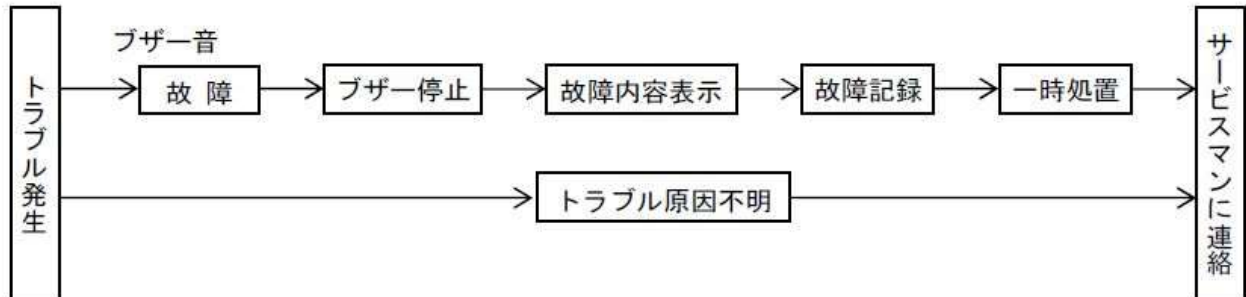 トラブル発生
ブザー音
故障
ブザー停止
故障内容表示
故障記録
一時処置
トラブル原因不明
サービスマンに連絡